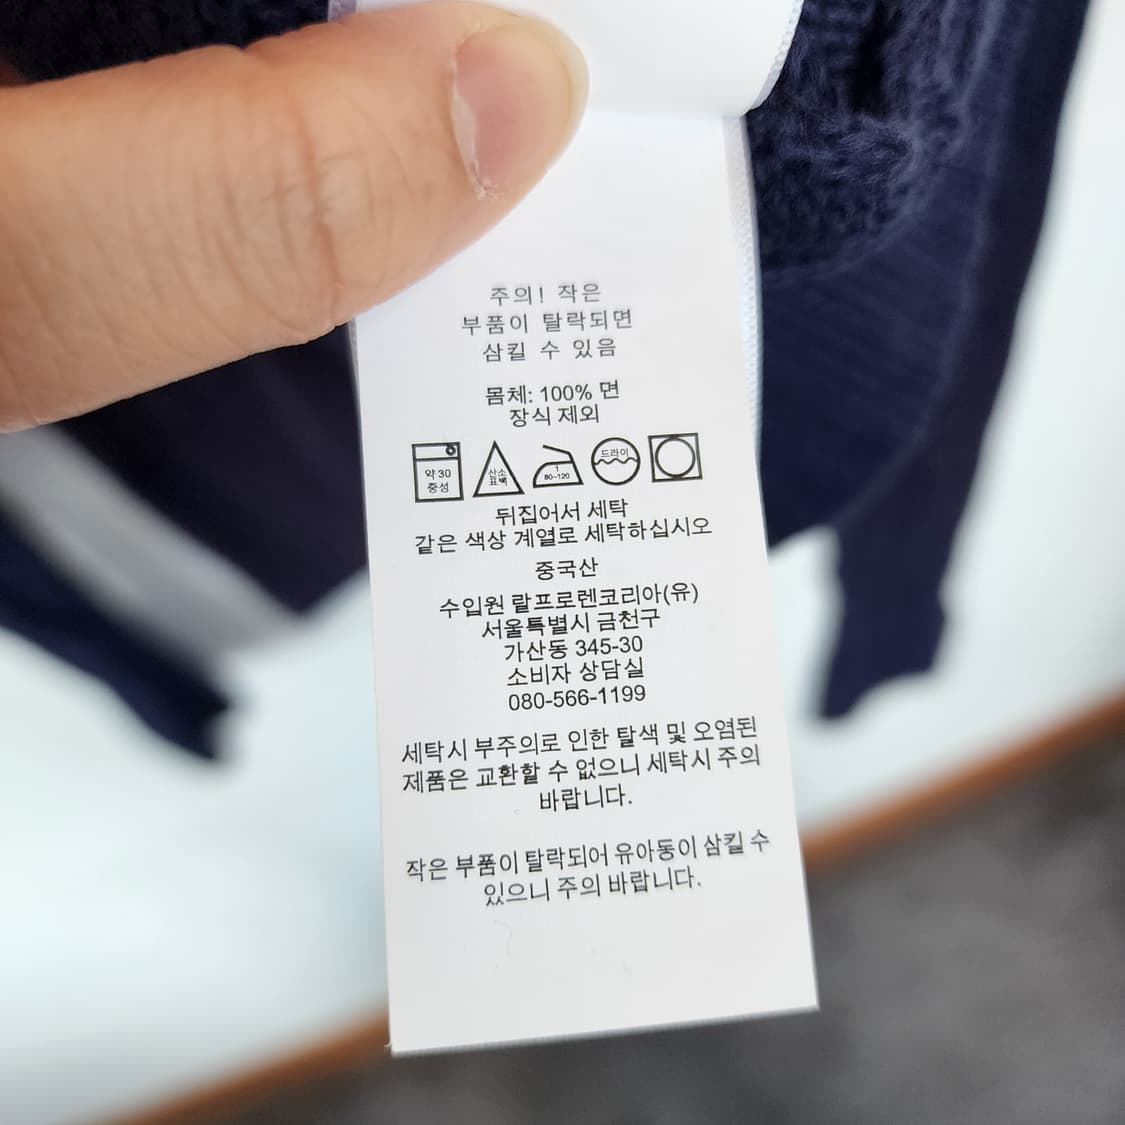 주의! 작은
부품이 탈락되면
삼킬 수 있음
몸체: 100% 면
장식 제외
약 30
중성
산소
표백
1
80~120
드라이
뒤집어서 세탁
같은 색상 계열로 세탁하십시오
중국산
수입원 랄프로렌코리아(유)
서울특별시 금천구
가산동 345-30
소비자 상담실
080-566-1199
세탁시 부주의로 인한 탈색 및 오염된
제품은 교환할 수 없으니 세탁시 주의
바랍니다.
작은 부품이 탈락되어 유아동이 삼킬 수
있으니 주의 바랍니다.